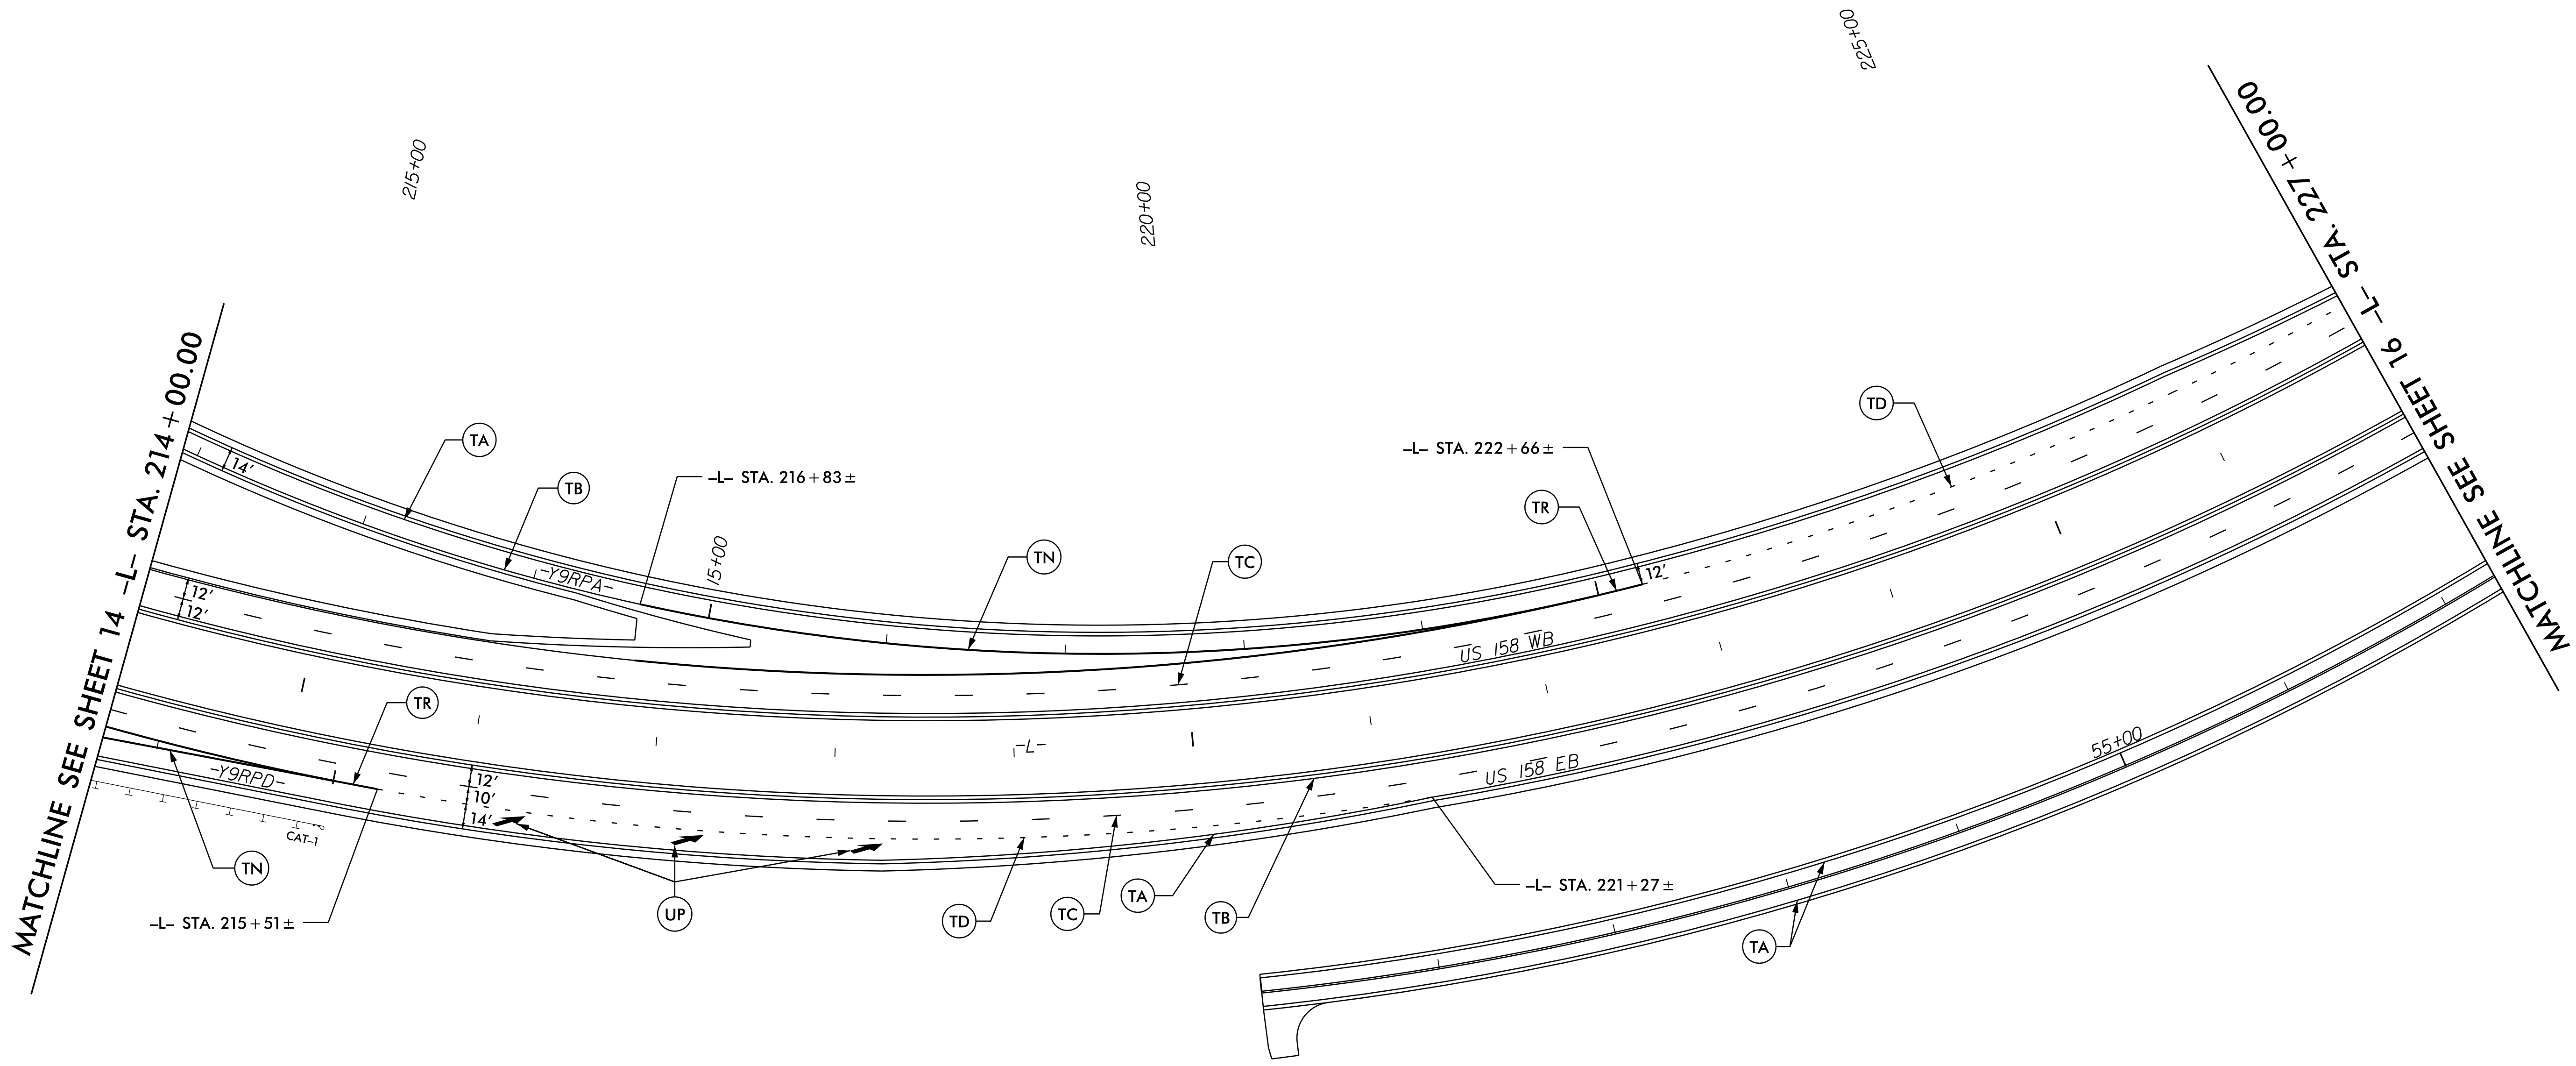 225+00
215+00
220+00
MATCHLINE SEE SHEET 14 –L– STA. 214+00.00
MATCHLINE SEE SHEET 16 –L– STA. 227+00.00
TA
14'
TB
–L– STA. 216+83±
–L– STA. 222+66±
TD
TR
–Y9RPA–
15+00
TN
TC
12'
12'
12'
US 158 WB
TR
–L–
–Y9RPD–
12'
10'
14'
US 158 EB
55+00
CAT–1
TN
–L– STA. 215+51±
UP
TD
TC
TA
TB
–L– STA. 221+27±
TA